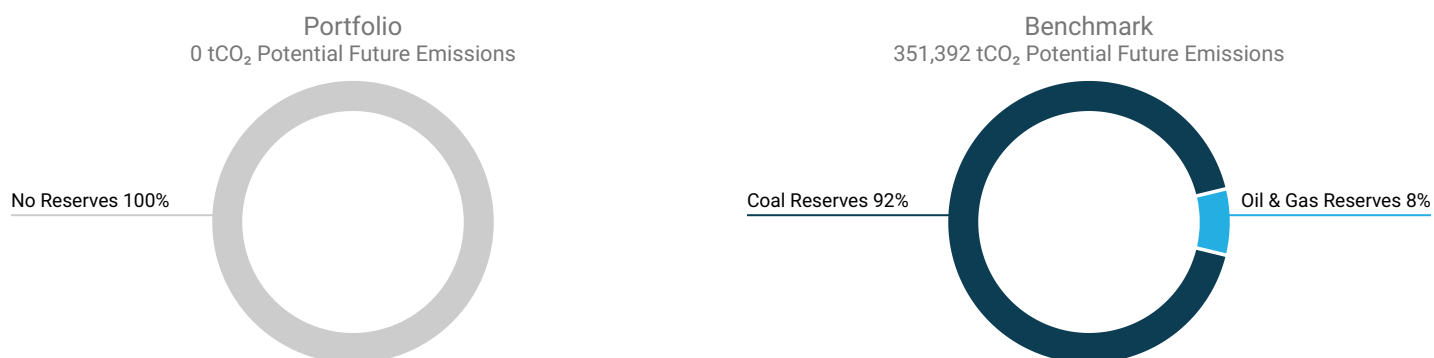 Portfolio
0 tCO₂ Potential Future Emissions
No Reserves 100%
Benchmark
351,392 tCO₂ Potential Future Emissions
Coal Reserves 92%
Oil & Gas Reserves 8%